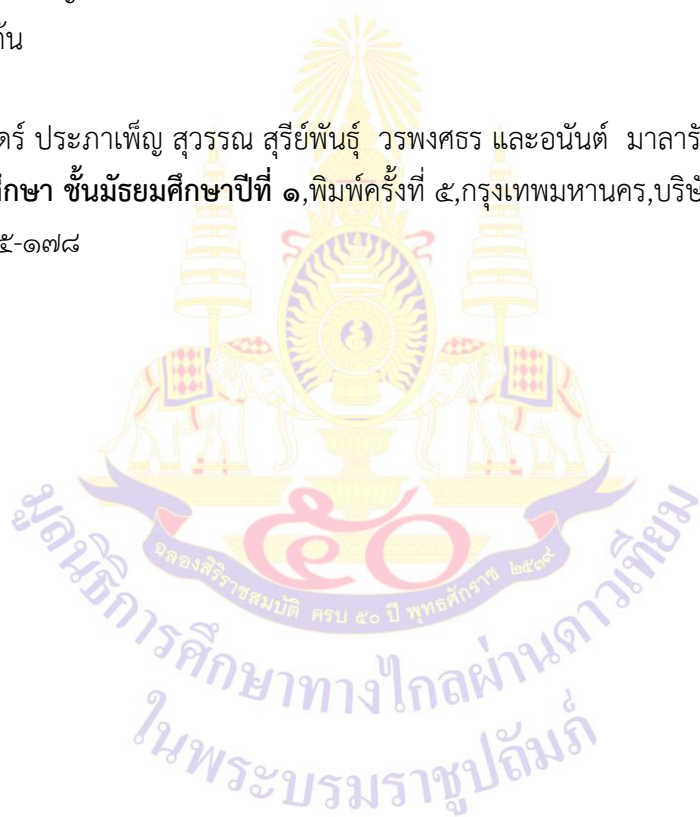 ดร์ ประภาเพ็ญ สุวรรณ สุรีย์พันธุ์ วรพงศธร และอนันต์ มาลารั
ศึกษา ชั้นมัธยมศึกษาปีที่ ๑,พิมพ์ครั้งที่ ๕,กรุงเทพมหานคร,บริษั
๕-๑๗๘
๕๐
ฉลองสิริราชสมบัติ ครบ ๕๐ ปี พุทธศักราช ๒๕๓๙
มูลนิธิการศึกษาทางไกลผ่านดาวเทียม
ในพระบรมราชูปถัมภ์